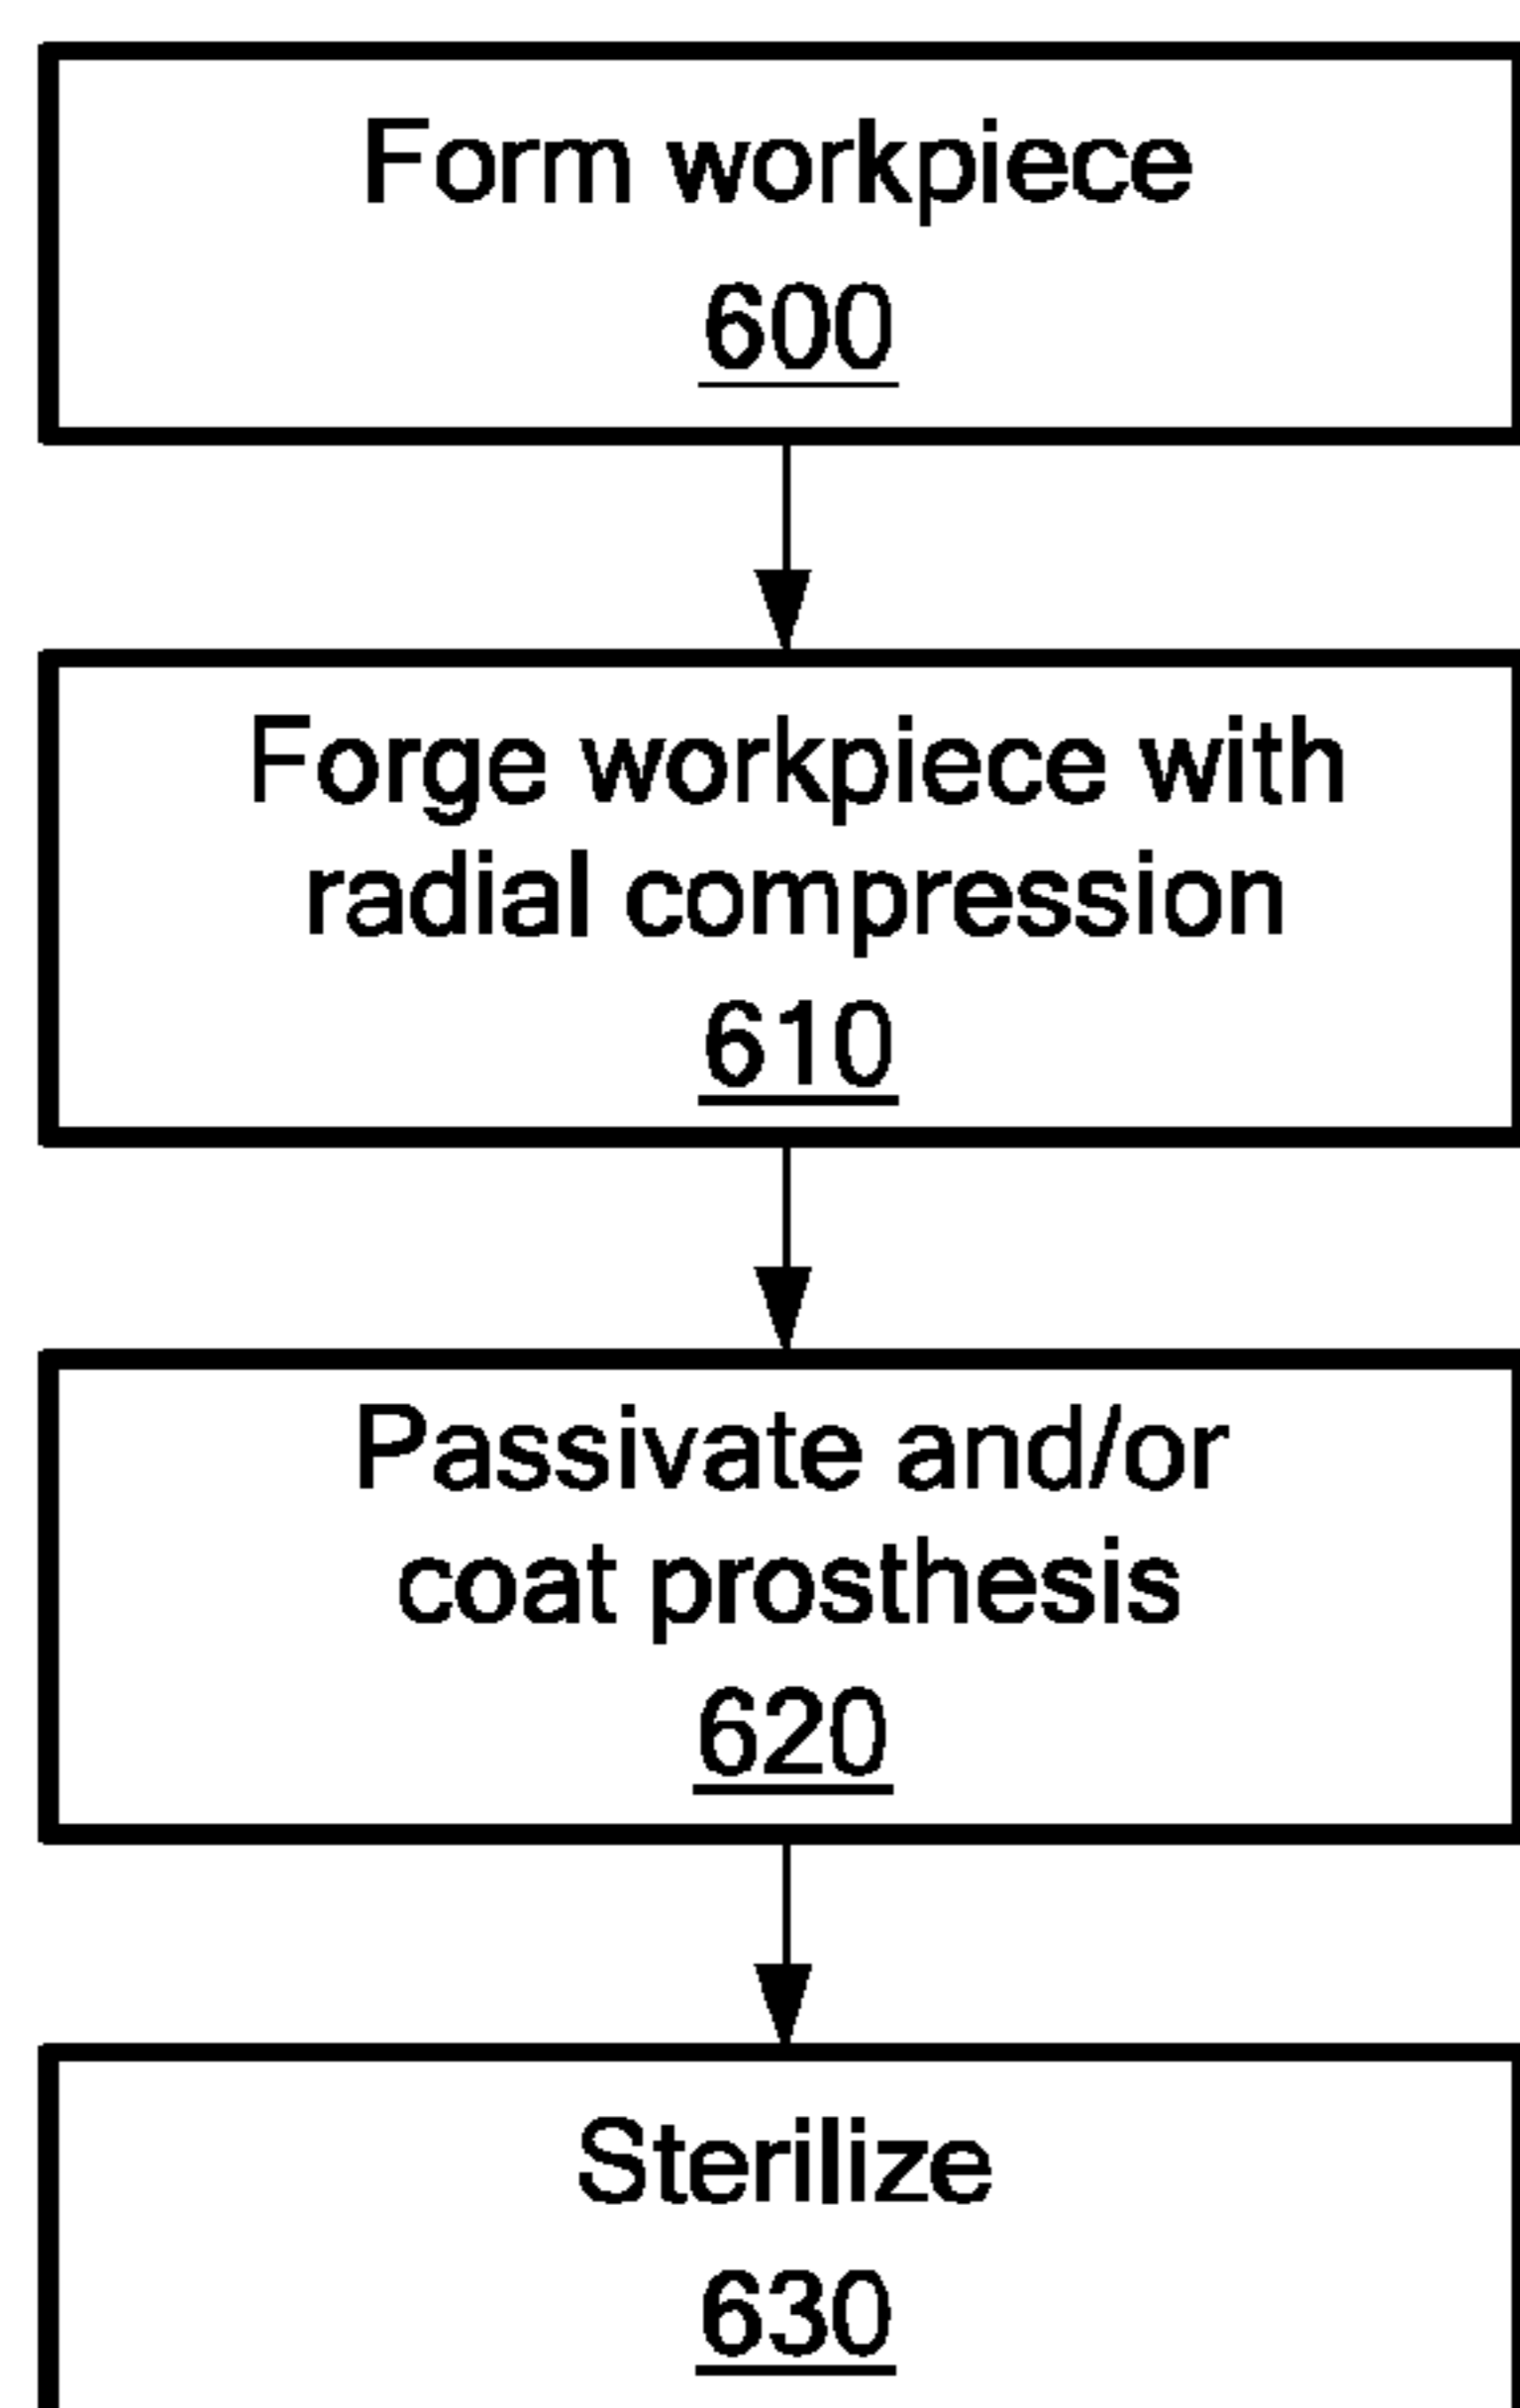 Form workpiece
600
Forge workpiece with
radial compression
610
Passivate and/or
coat prosthesis
620
Sterilize
630